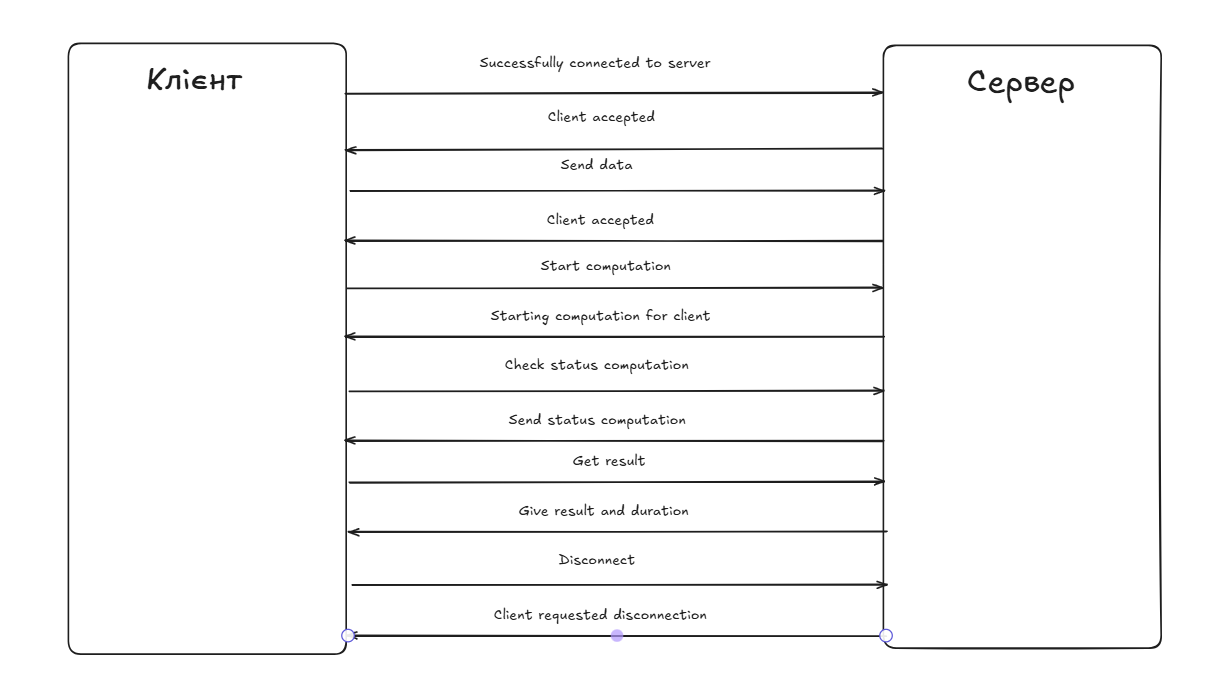 Клієнт
Сервер
Successfully connected to server
Client accepted
Send data
Client accepted
Start computation
Starting computation for client
Check status computation
Send status computation
Get result
Give result and duration
Disconnect
Client requested disconnection